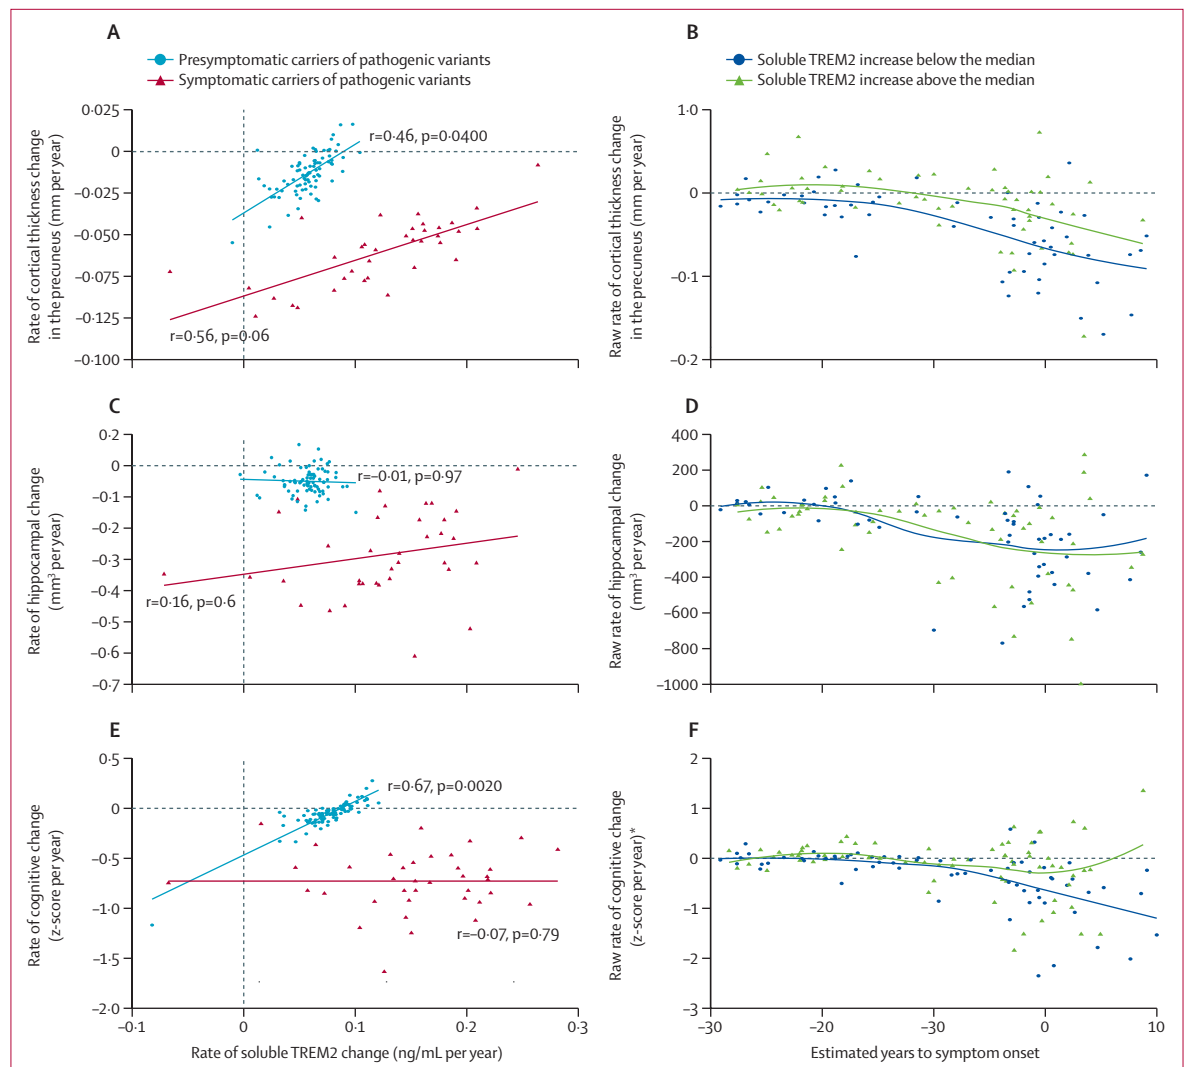 A
Presymptomatic carriers of pathogenic variants
Symptomatic carriers of pathogenic variants
Rate of cortical thickness change
in the precuneus (mm per year)
0·025
0
–0·025
–0·050
–0·075
–0·125
–0·100
r=0·46, p=0·0400
r=0·56, p=0·06
B
Soluble TREM2 increase below the median
Soluble TREM2 increase above the median
Raw rate of cortical thickness change
in the precuneus (mm per year)
1·0
0
–0·1
–0·2
C
Rate of hippocampal change
(mm³ per year)
0·2
0
–0·1
–0·2
–0·3
–0·4
–0·5
–0·6
–0·7
r=–0·01, p=0·97
r=0·16, p=0·6
D
Raw rate of hippocampal change
(mm³ per year)
400
200
0
–200
–400
–600
–800
–1000
E
Rate of cognitive change
(z-score per year)
0·5
0
–0·5
–1·0
–1·5
–2·0
r=0·67, p=0·0020
r=–0·07, p=0·79
–0·1
0
0·1
0·2
0·3
Rate of soluble TREM2 change (ng/mL per year)
F
Raw rate of cognitive change
(z-score per year)*
2
1
0
–1
–2
–3
–30
–20
–30
0
10
Estimated years to symptom onset